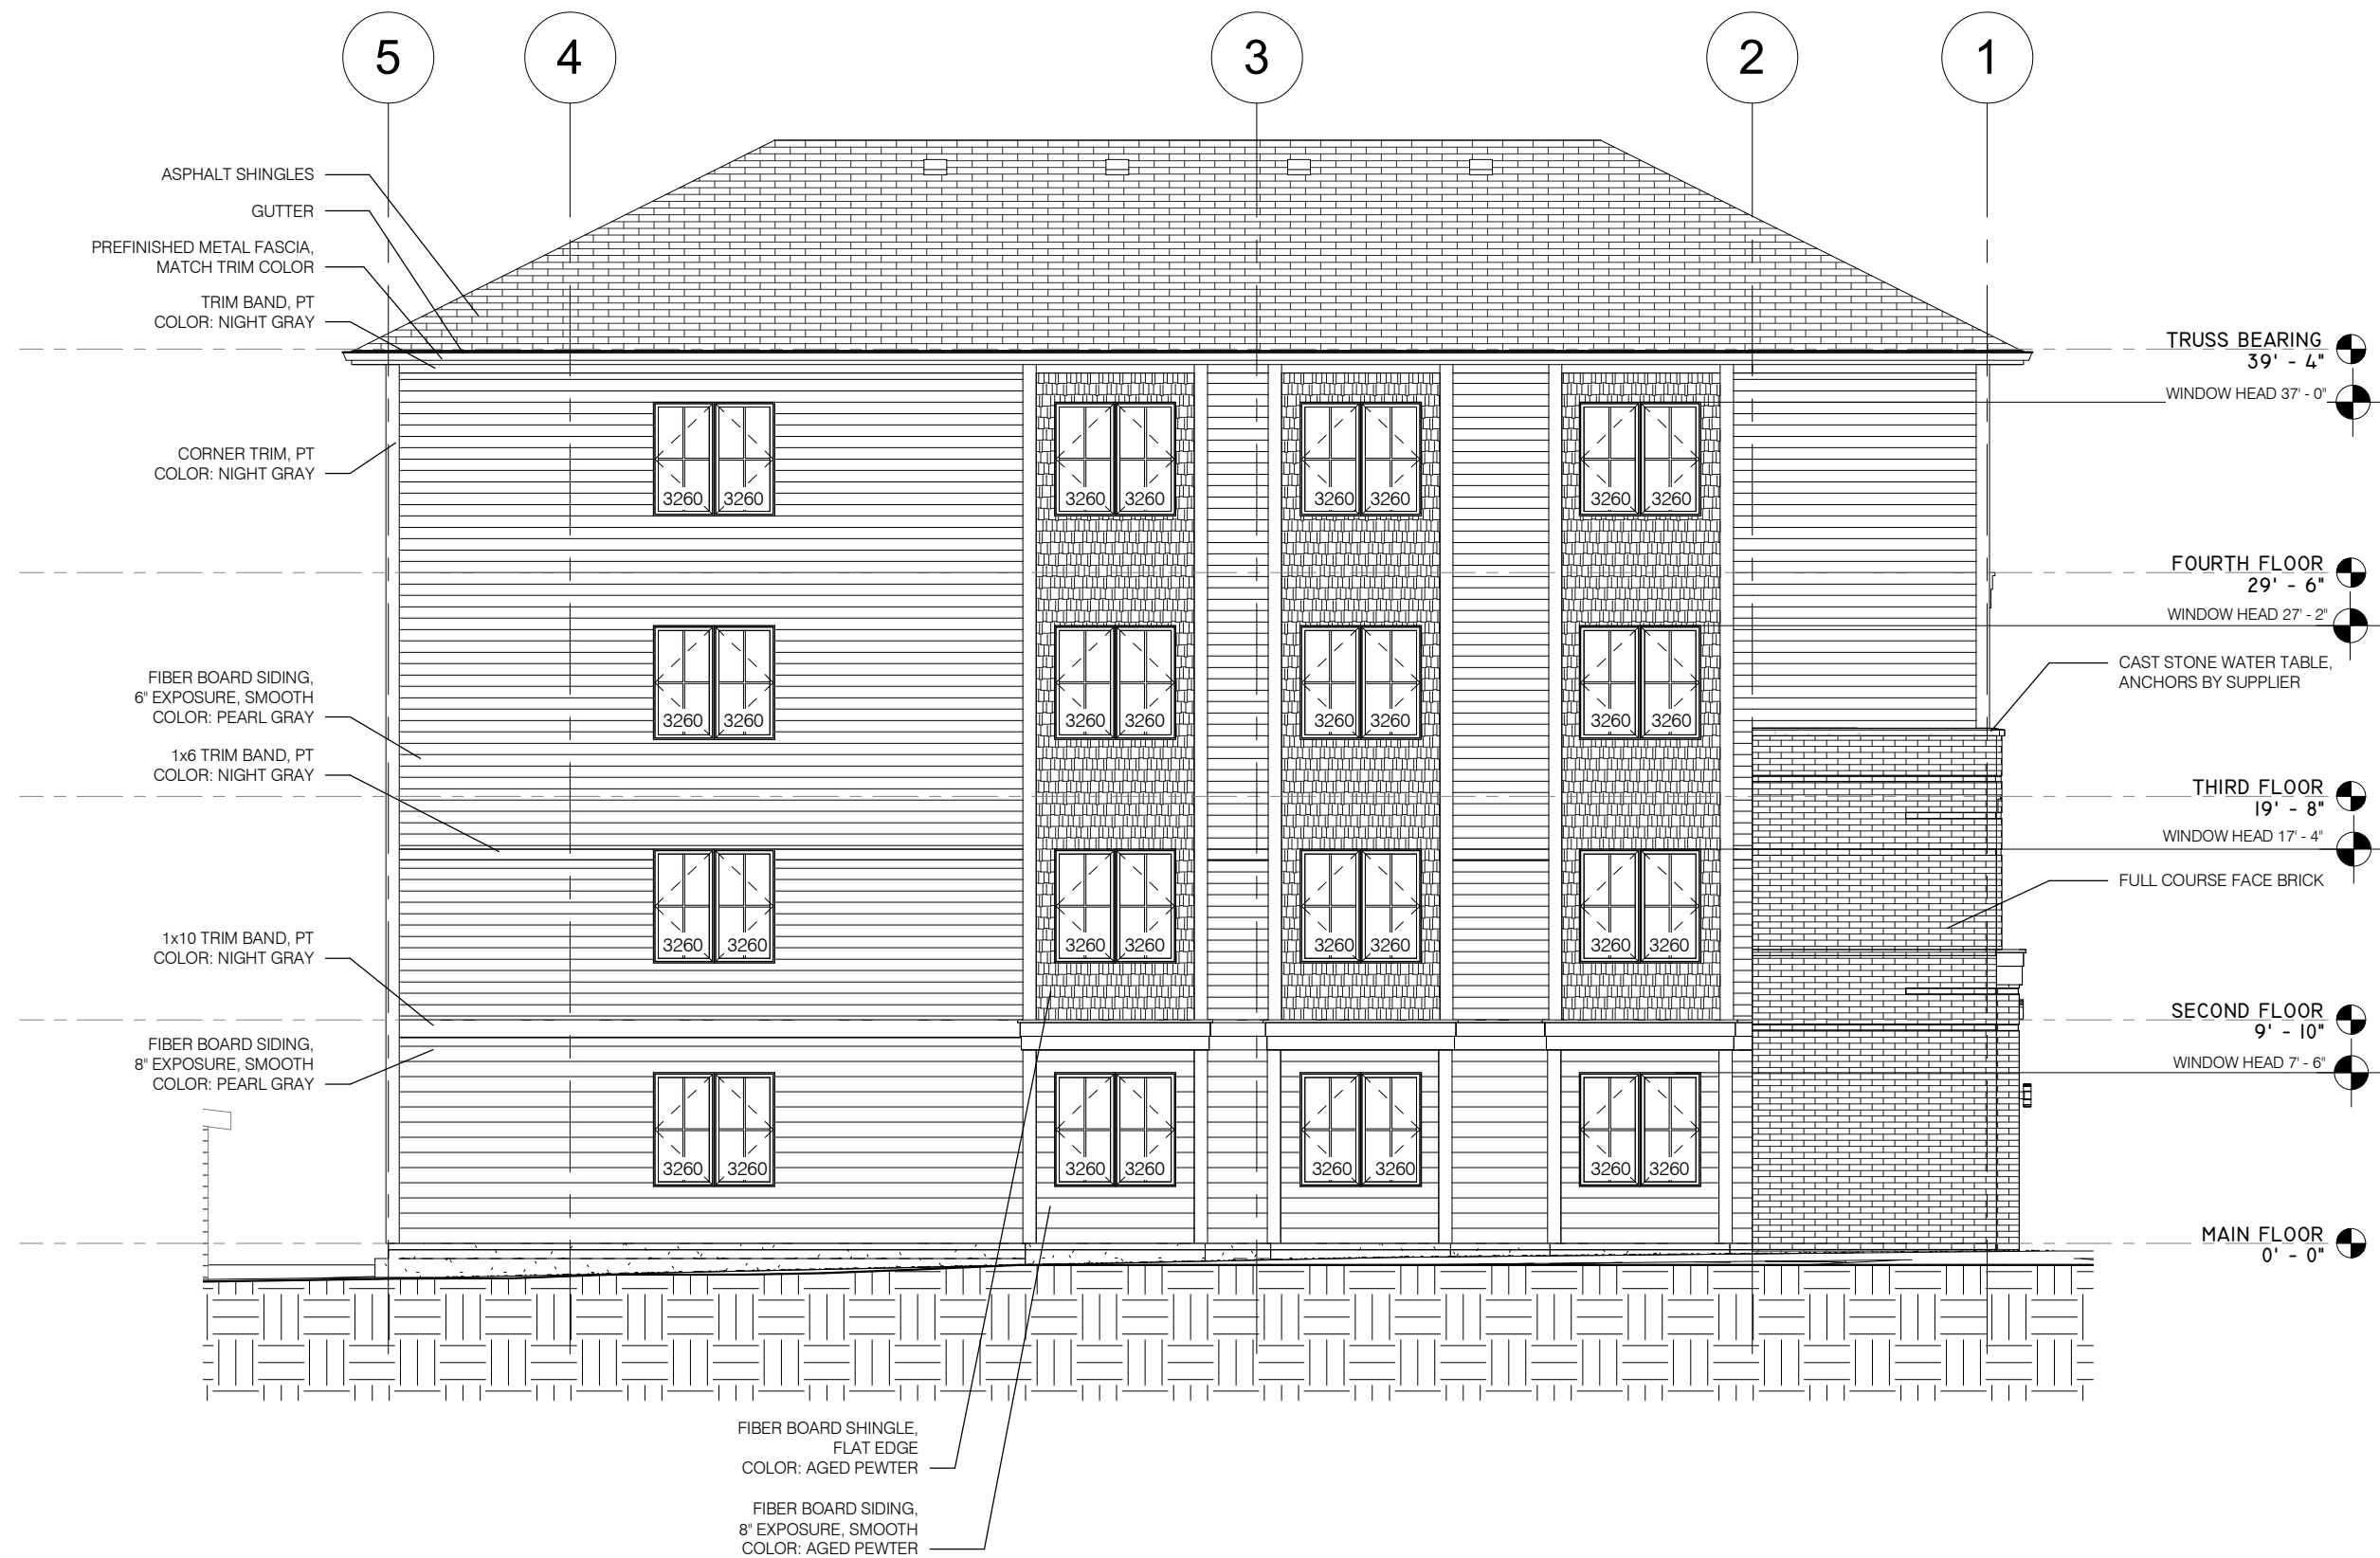 5 4 3 2 1
ASPHALT SHINGLES
GUTTER
PREFINISHED METAL FASCIA,
MATCH TRIM COLOR
TRIM BAND, PT
COLOR: NIGHT GRAY
TRUSS BEARING
39' - 4"
WINDOW HEAD 37' - 0"
CORNER TRIM, PT
COLOR: NIGHT GRAY
3260 3260 3260 3260 3260 3260 3260 3260
FOURTH FLOOR
29' - 6"
WINDOW HEAD 27' - 2"
CAST STONE WATER TABLE,
ANCHORS BY SUPPLIER
FIBER BOARD SIDING,
6" EXPOSURE, SMOOTH
COLOR: PEARL GRAY
3260 3260 3260 3260 3260 3260 3260 3260
1x6 TRIM BAND, PT
COLOR: NIGHT GRAY
THIRD FLOOR
19' - 8"
WINDOW HEAD 17' - 4"
FULL COURSE FACE BRICK
1x10 TRIM BAND, PT
COLOR: NIGHT GRAY
3260 3260 3260 3260 3260 3260 3260 3260
SECOND FLOOR
9' - 10"
WINDOW HEAD 7' - 6"
FIBER BOARD SIDING,
8" EXPOSURE, SMOOTH
COLOR: PEARL GRAY
3260 3260 3260 3260 3260 3260 3260 3260
MAIN FLOOR
0' - 0"
FIBER BOARD SHINGLE,
FLAT EDGE
COLOR: AGED PEWTER
FIBER BOARD SIDING,
8" EXPOSURE, SMOOTH
COLOR: AGED PEWTER